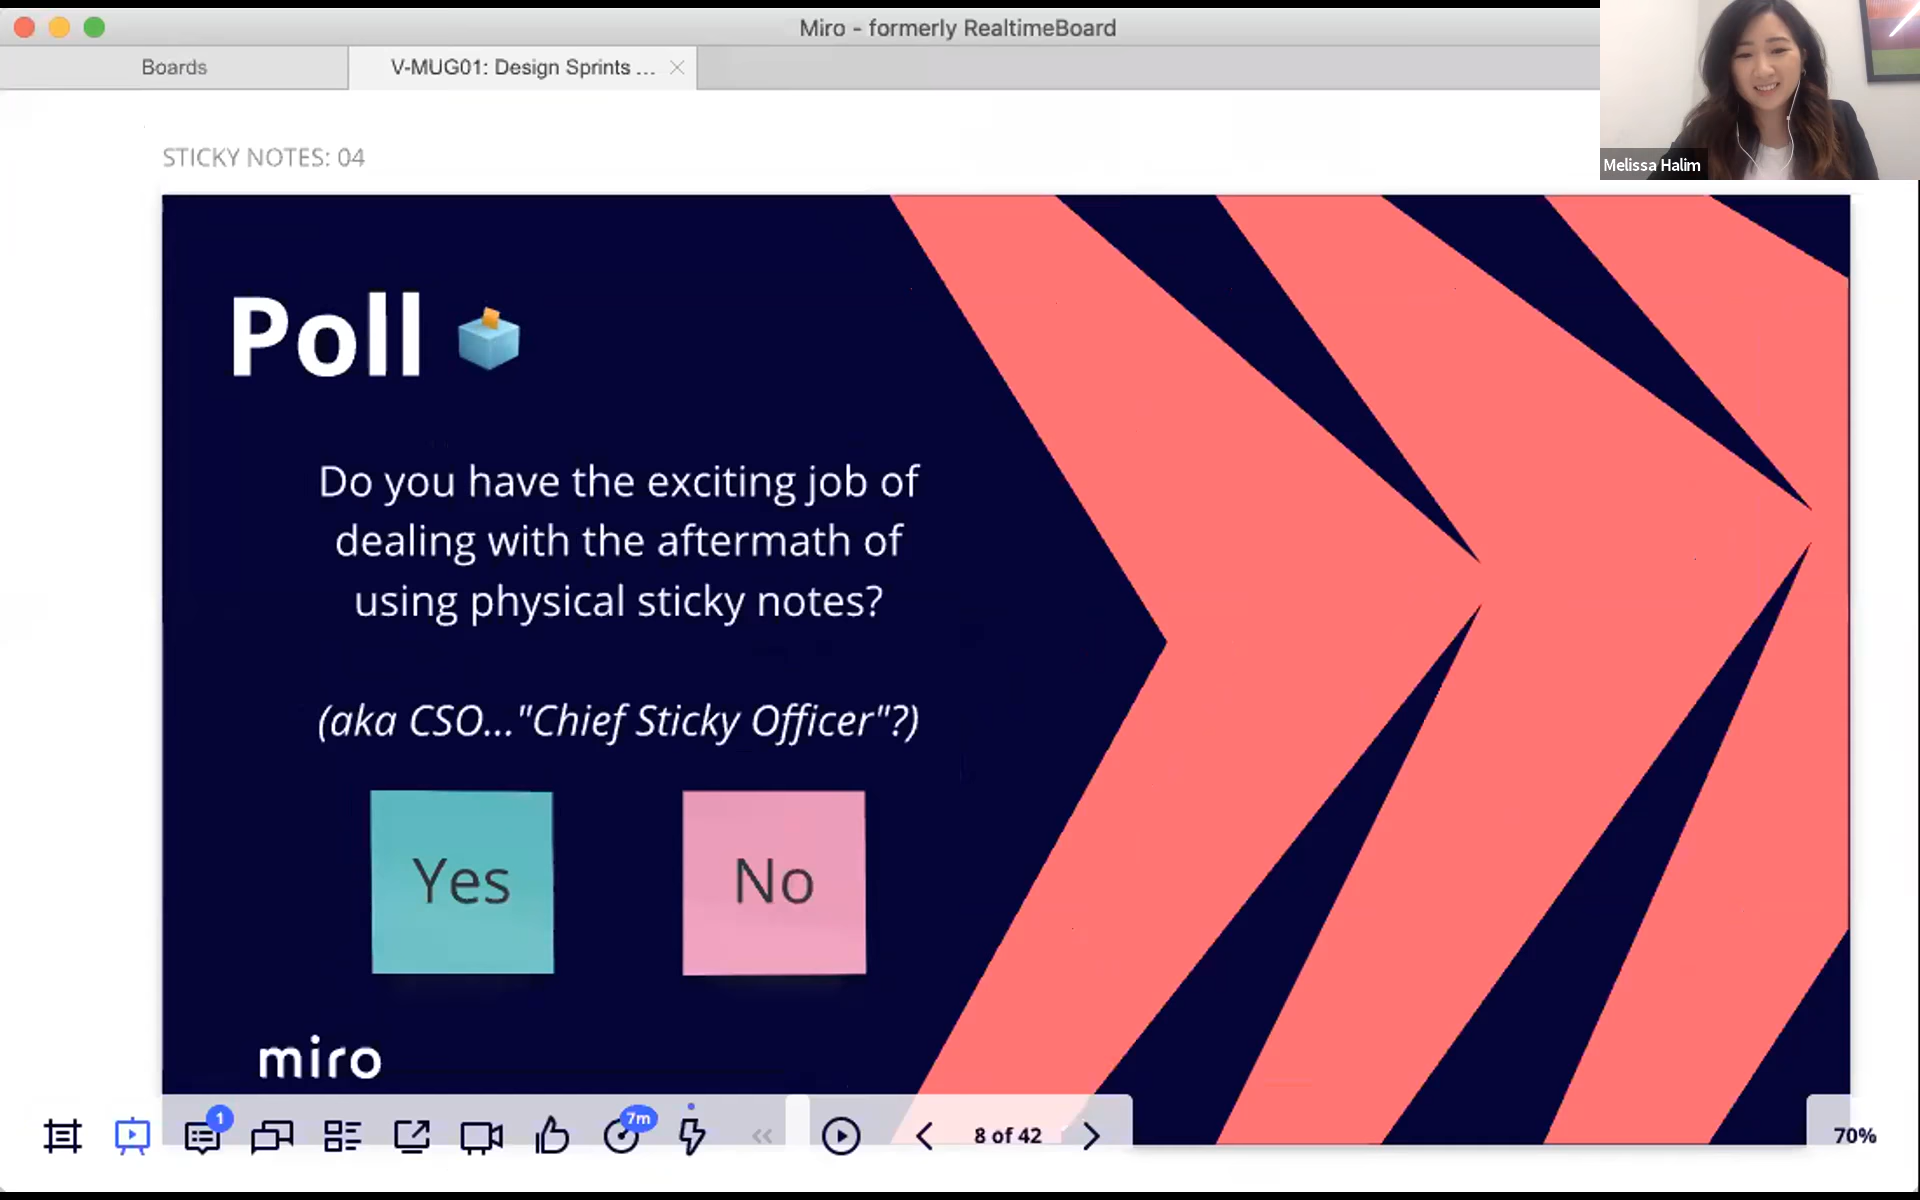 Miro - formerly RealtimeBoard
Boards
V-MUG01: Design Sprints ...
Melissa Halim
STICKY NOTES: 04
Poll
Do you have the exciting job of
dealing with the aftermath of
using physical sticky notes?
(aka CSO..."Chief Sticky Officer"?)
Yes
No
miro
1
7m
8 of 42
70%